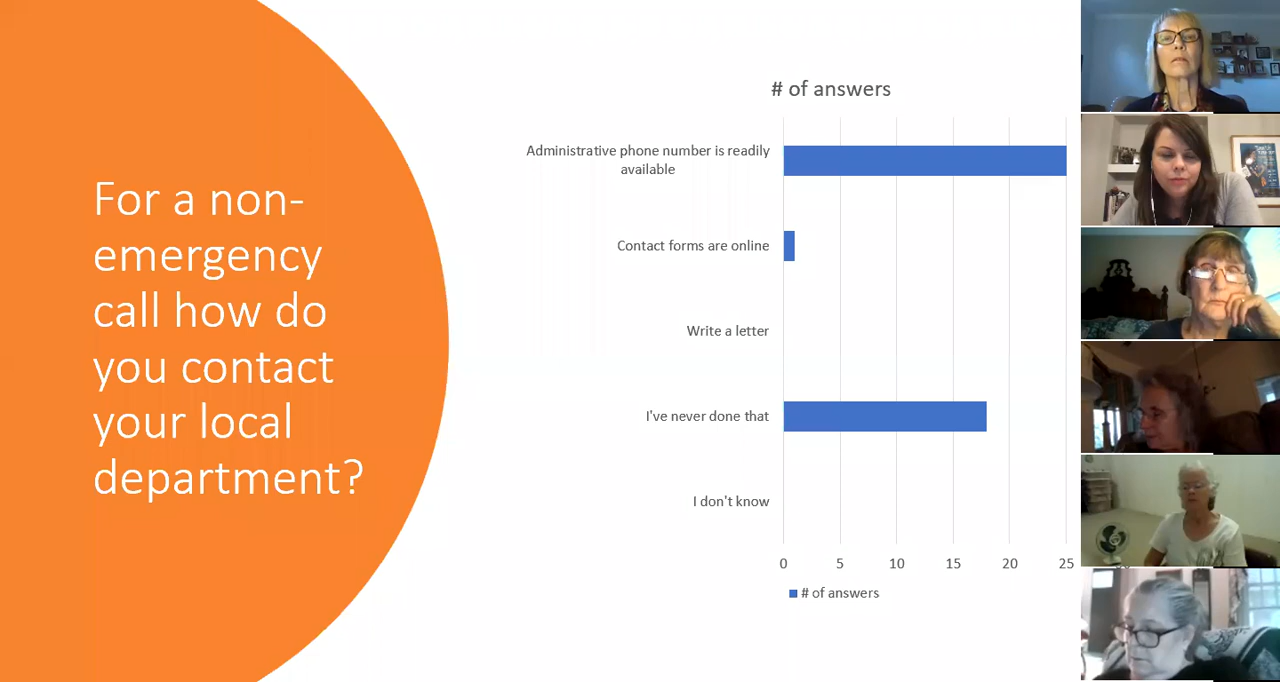 For a non-
emergency
call how do
you contact
your local
department?
# of answers
Administrative phone number is readily
available
Contact forms are online
Write a letter
I've never done that
I don't know
0 5 10 15 20 25
# of answers